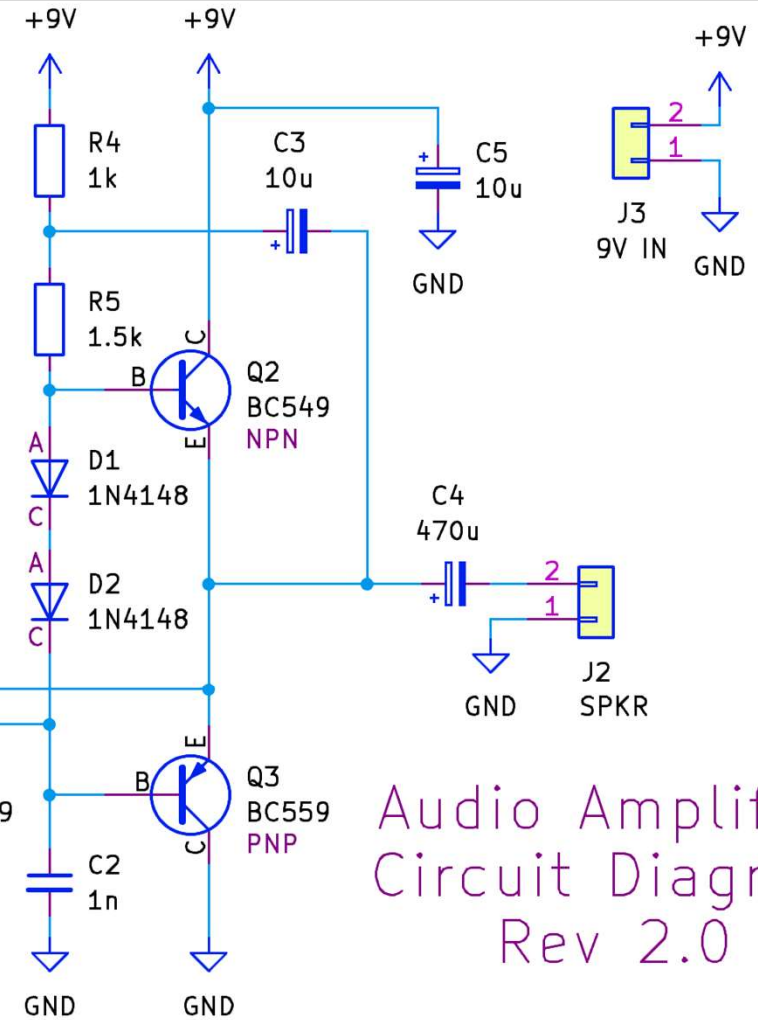 +9V
+9V
+9V
R4
1k
C3
10u
C5
10u
2
1
J3
9V IN
GND
GND
R5
1.5k
C
B
Q2
BC549
NPN
E
A
D1
1N4148
C
C4
470u
A
D2
1N4148
C
2
1
J2
SPKR
GND
E
B
Q3
BC559
PNP
C
9
C2
1n
GND
GND
Audio Amplif
Circuit Diagr
Rev 2.0